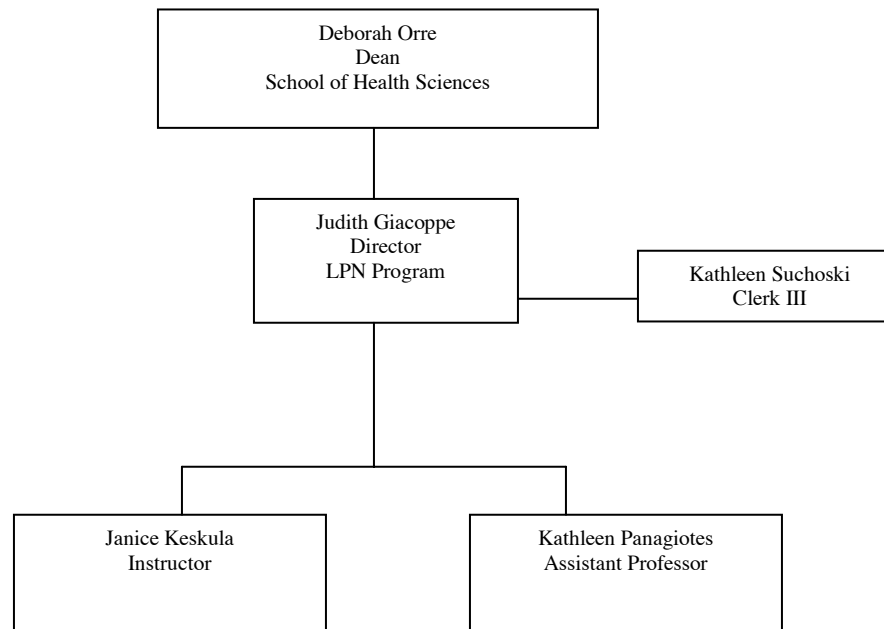 Deborah Orre
Dean
School of Health Sciences
Judith Giacoppe
Director
LPN Program
Kathleen Suchoski
Clerk III
Janice Keskula
Instructor
Kathleen Panagiotes
Assistant Professor